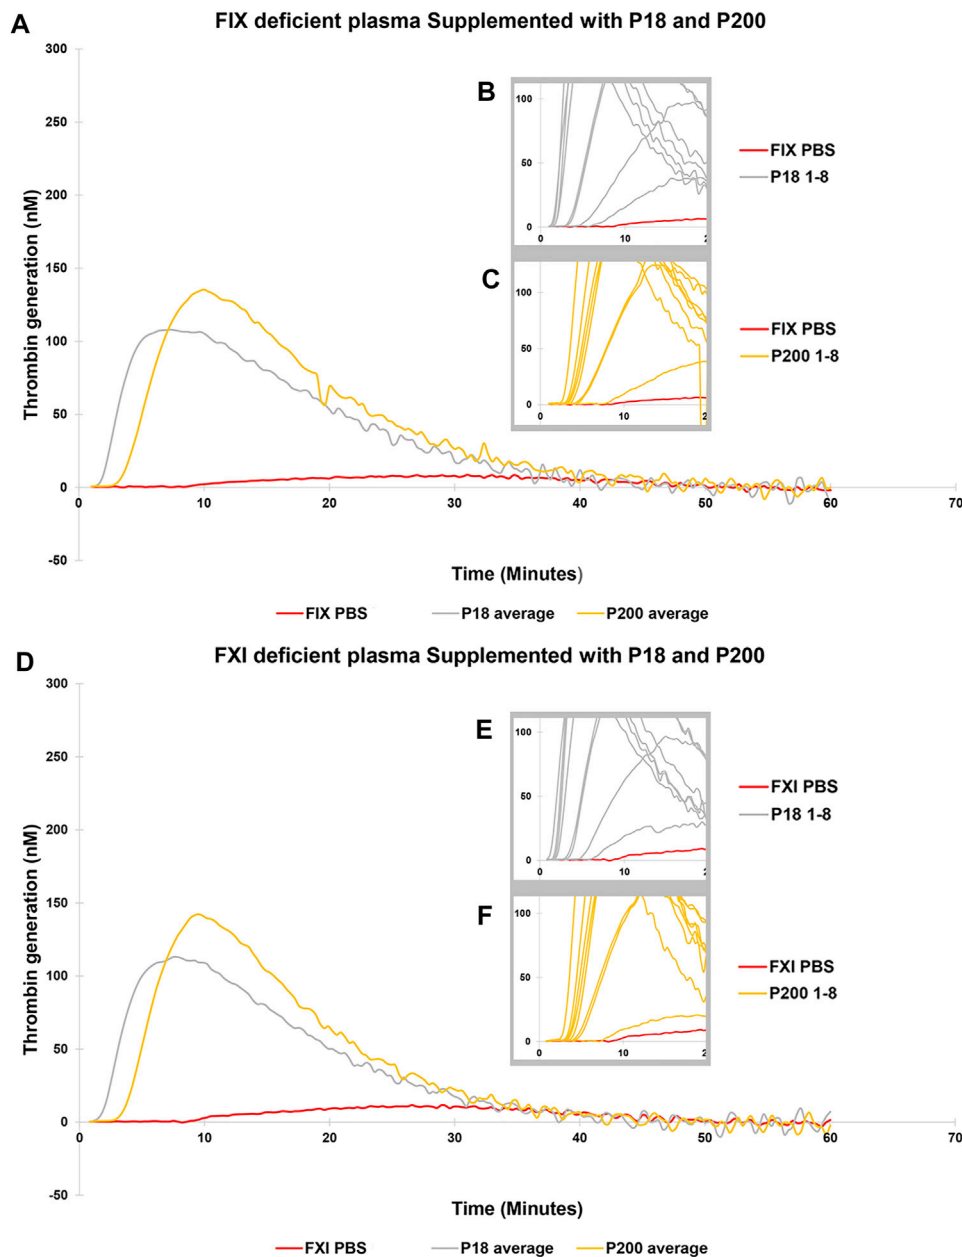 A
FIX deficient plasma Supplemented with P18 and P200
300
250
200
150
100
50
0
-50
0
10
20
30
40
50
60
70
Thrombin generation (nM)
Time (Minutes)
FIX PBS
P18 average
P200 average
B
100
50
0
0
10
2
FIX PBS
P18 1-8
C
100
50
0
0
10
2
FIX PBS
P200 1-8
D
FXI deficient plasma Supplemented with P18 and P200
300
250
200
150
100
50
0
-50
0
10
20
30
40
50
60
70
Thrombin generation (nM)
Time (Minutes)
FXI PBS
P18 average
P200 average
E
100
50
0
0
10
2
FXI PBS
P18 1-8
F
100
50
0
0
10
2
FXI PBS
P200 1-8